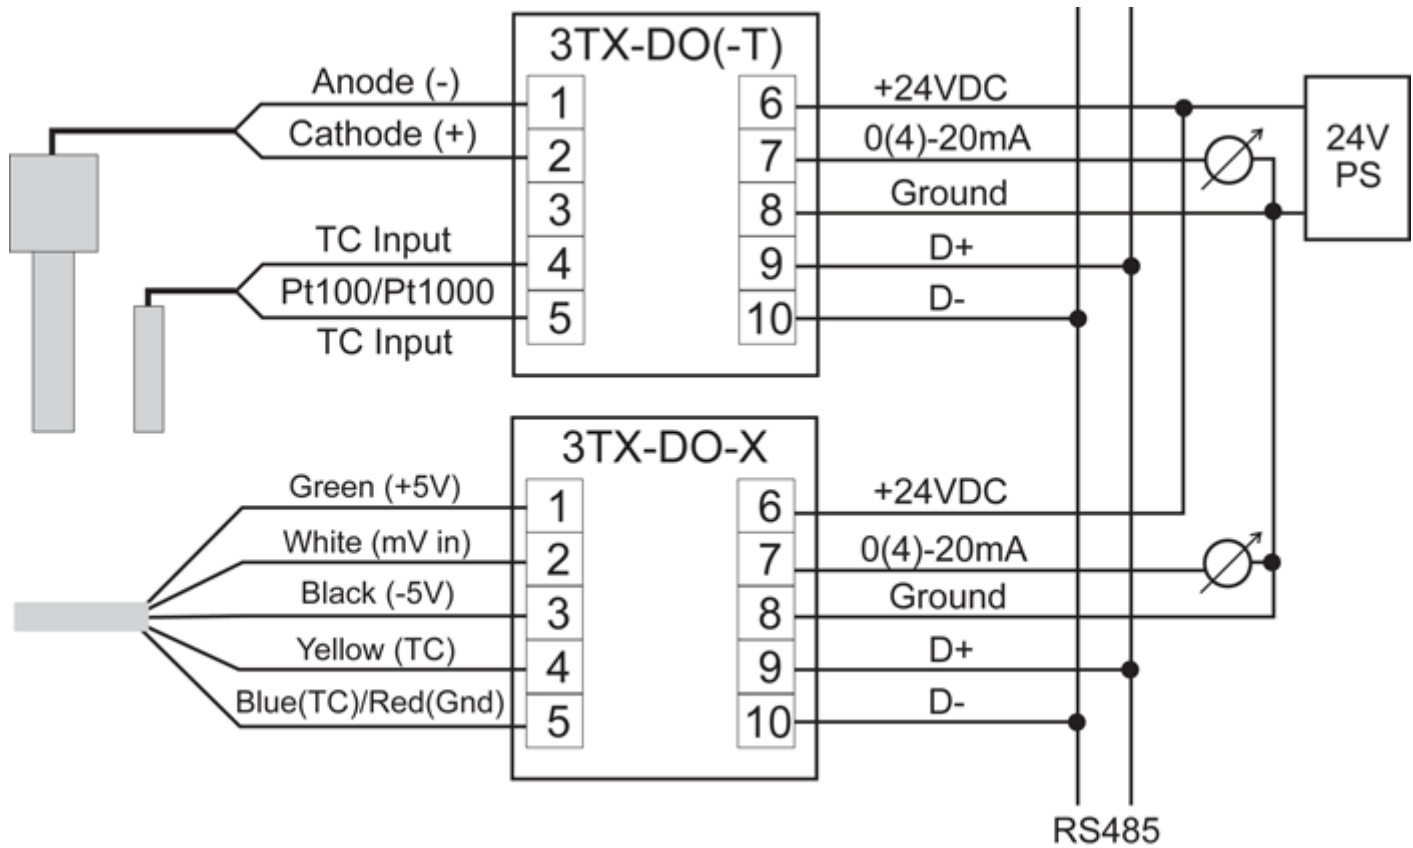 3TX-DO(-T)
Anode (-)
Cathode (+)
TC Input
Pt100/Pt1000
TC Input
1
2
3
4
5
6
7
8
9
10
+24VDC
0(4)-20mA
Ground
D+
D-
24V
PS
3TX-DO-X
Green (+5V)
White (mV in)
Black (-5V)
Yellow (TC)
Blue(TC)/Red(Gnd)
1
2
3
4
5
6
7
8
9
10
+24VDC
0(4)-20mA
Ground
D+
D-
RS485